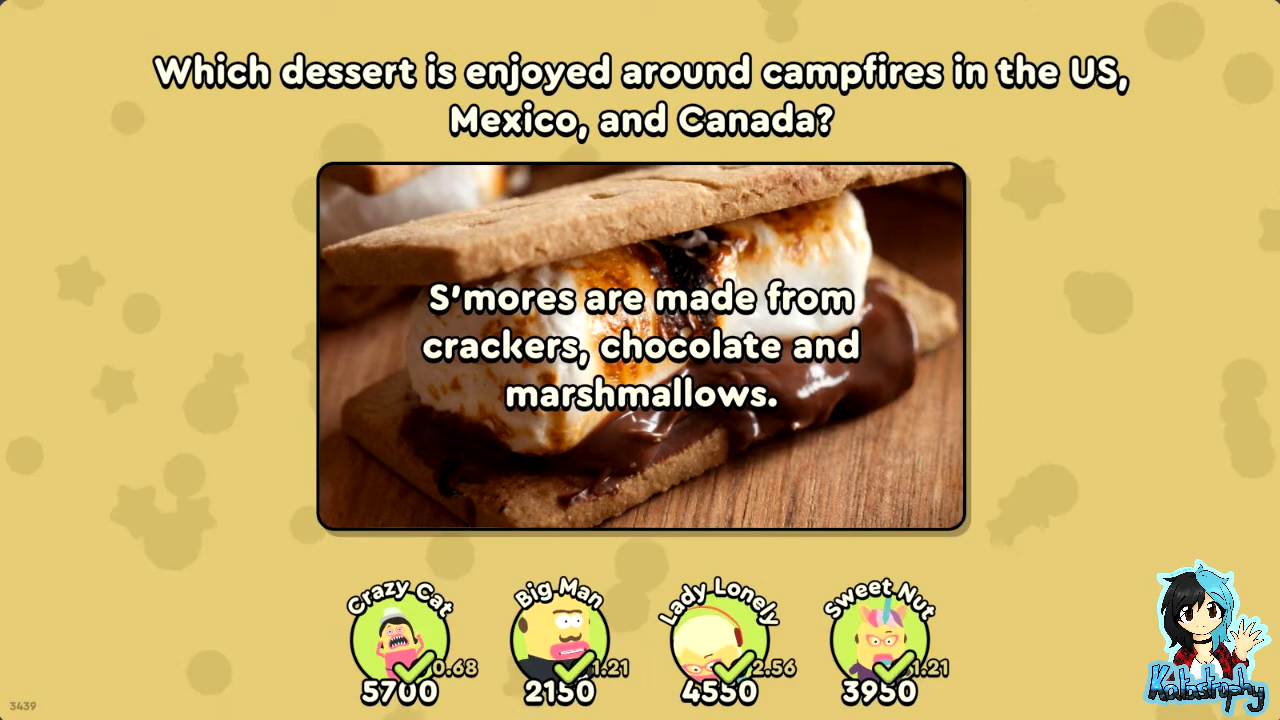 Which dessert is enjoyed around campfires in the US,
Mexico, and Canada?
S'mores are made from
crackers, chocolate and
marshmallows.
Crazy Cat
Big Man
Lady Lonely
Sweet Nut
0.68
1.21
2.56
1.21
5700
2150
4550
3950
3439